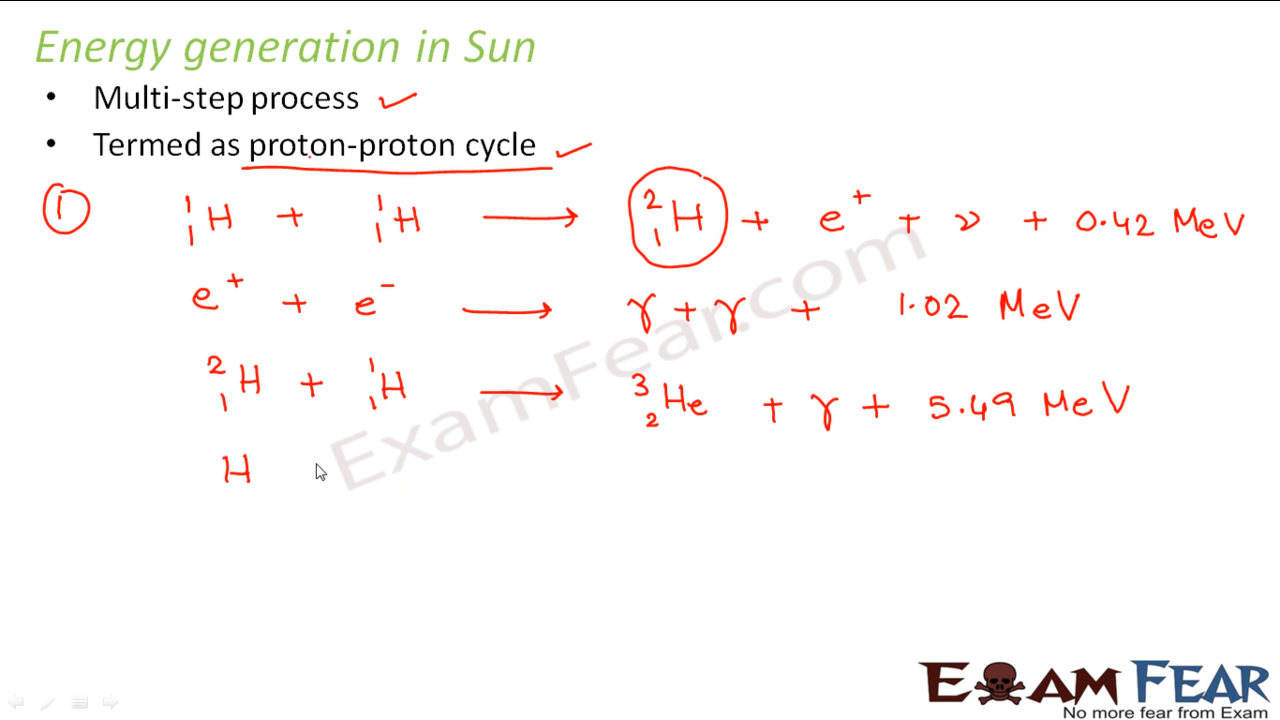 Energy generation in Sun
• Multi-step process ✓
• Termed as proton-proton cycle ✓
① ¹₁H + ¹₁H ⟶ ²₁H + e⁺ + ν + 0.42 MeV
e⁺ + e⁻ ⟶ γ + γ + 1.02 MeV
²₁H + ¹₁H ⟶ ³₂He + γ + 5.49 MeV
H
ExamFear.com
EXAM FEAR
No more fear from Exam